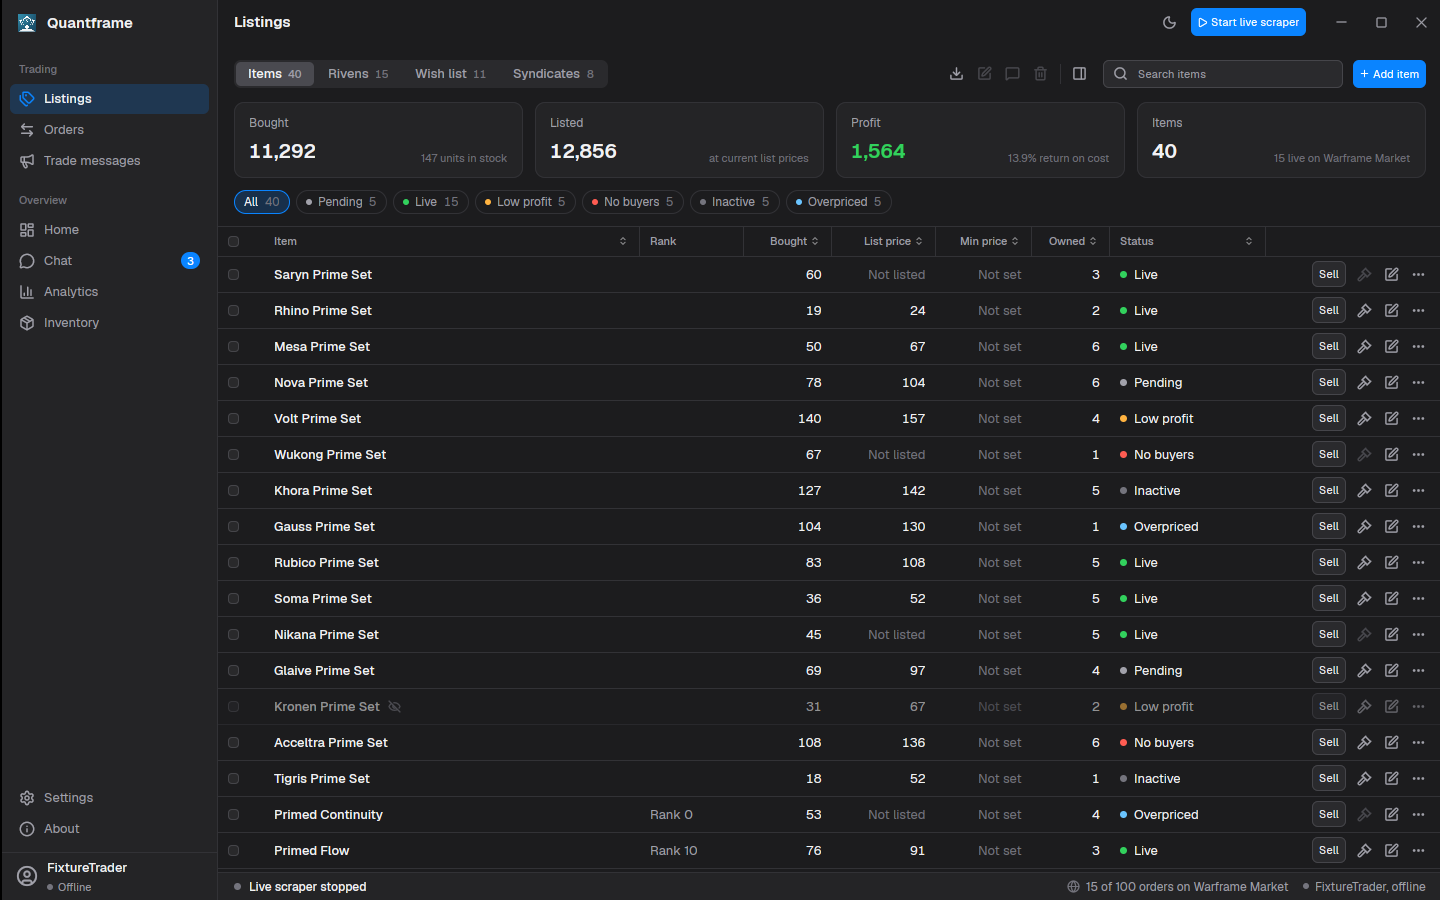 Quantframe
Listings
Start live scraper
Trading
Listings
Orders
Trade messages
Overview
Home
Chat 3
Analytics
Inventory
Settings
About
FixtureTrader
Offline
Items 40 Rivens 15 Wish list 11 Syndicates 8
Search items
+ Add item
Bought
11,292
147 units in stock
Listed
12,856
at current list prices
Profit
1,564
13.9% return on cost
Items
40
15 live on Warframe Market
All 40 Pending 5 Live 15 Low profit 5 No buyers 5 Inactive 5 Overpriced 5
Item Rank Bought List price Min price Owned Status
Saryn Prime Set 60 Not listed Not set 3 Live Sell
Rhino Prime Set 19 24 Not set 2 Live Sell
Mesa Prime Set 50 67 Not set 6 Live Sell
Nova Prime Set 78 104 Not set 6 Pending Sell
Volt Prime Set 140 157 Not set 4 Low profit Sell
Wukong Prime Set 67 Not listed Not set 1 No buyers Sell
Khora Prime Set 127 142 Not set 5 Inactive Sell
Gauss Prime Set 104 130 Not set 1 Overpriced Sell
Rubico Prime Set 83 108 Not set 5 Live Sell
Soma Prime Set 36 52 Not set 5 Live Sell
Nikana Prime Set 45 Not listed Not set 5 Live Sell
Glaive Prime Set 69 97 Not set 4 Pending Sell
Kronen Prime Set 31 67 Not set 2 Low profit Sell
Acceltra Prime Set 108 136 Not set 6 No buyers Sell
Tigris Prime Set 18 52 Not set 1 Inactive Sell
Primed Continuity Rank 0 53 Not listed Not set 4 Overpriced Sell
Primed Flow Rank 10 76 91 Not set 3 Live Sell
Live scraper stopped
15 of 100 orders on Warframe Market
FixtureTrader, offline